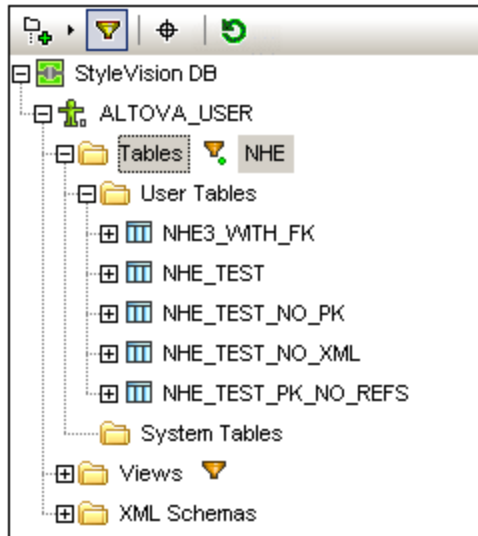 StyleVision DB
ALTOVA_USER
Tables NHE
User Tables
NHE3_WITH_FK
NHE_TEST
NHE_TEST_NO_PK
NHE_TEST_NO_XML
NHE_TEST_PK_NO_REFS
System Tables
Views
XML Schemas